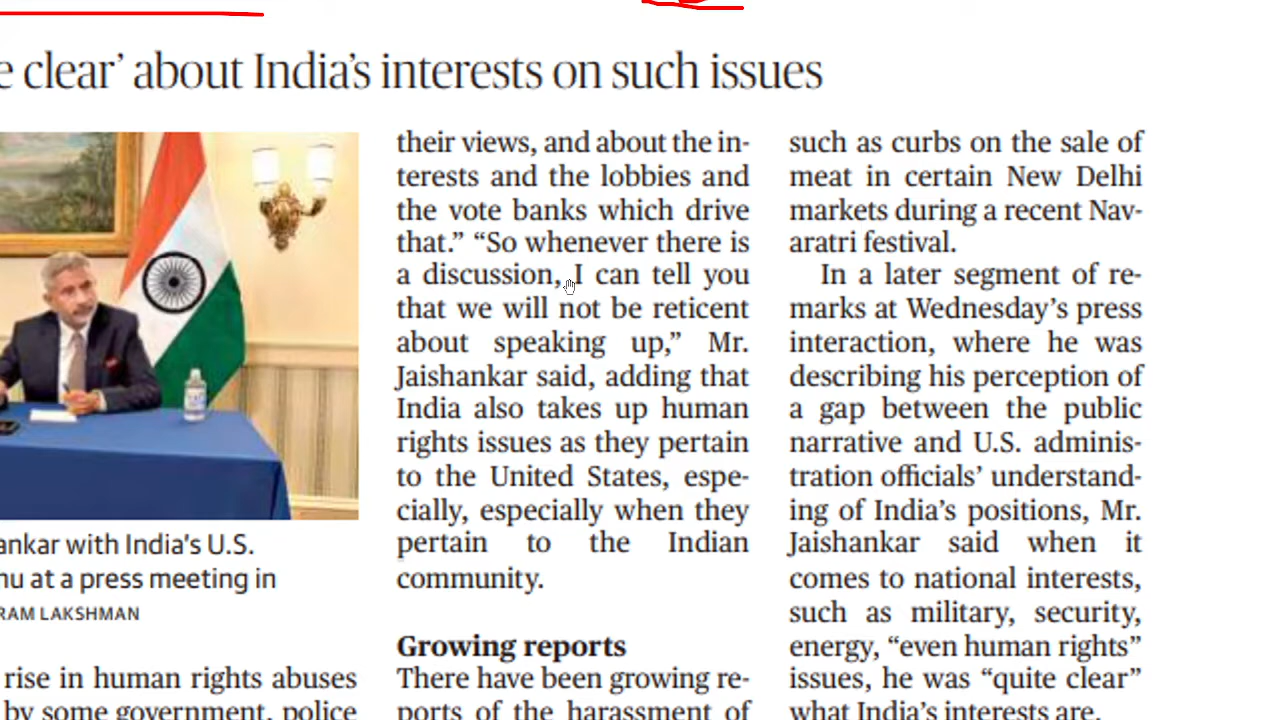 e clear’ about India’s interests on such issues
ankar with India’s U.S.
nu at a press meeting in
RAM LAKSHMAN
rise in human rights abuses
by some government, police
their views, and about the in-
terests and the lobbies and
the vote banks which drive
that.” “So whenever there is
a discussion, I can tell you
that we will not be reticent
about speaking up,” Mr.
Jaishankar said, adding that
India also takes up human
rights issues as they pertain
to the United States, espe-
cially, especially when they
pertain to the Indian
community.
Growing reports
There have been growing re-
ports of the harassment of
such as curbs on the sale of
meat in certain New Delhi
markets during a recent Nav-
aratri festival.
In a later segment of re-
marks at Wednesday’s press
interaction, where he was
describing his perception of
a gap between the public
narrative and U.S. adminis-
tration officials’ understand-
ing of India’s positions, Mr.
Jaishankar said when it
comes to national interests,
such as military, security,
energy, “even human rights”
issues, he was “quite clear”
what India’s interests are.